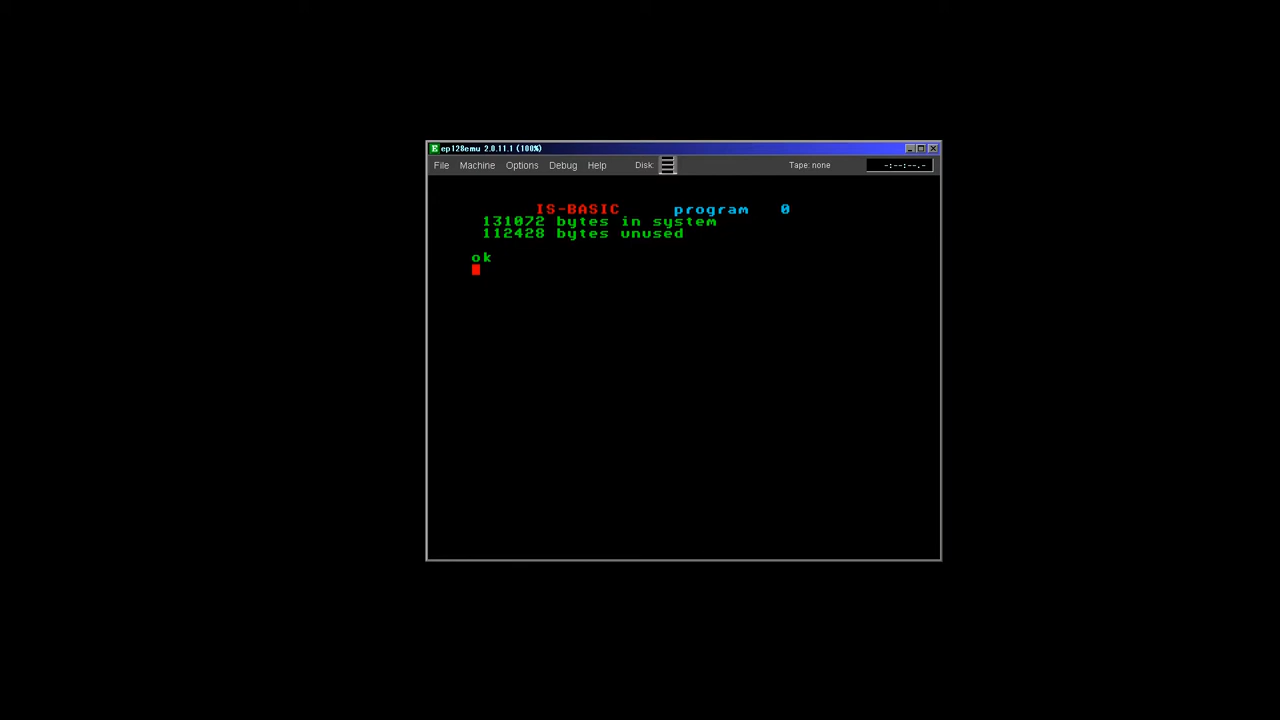 ep128emu 2.0.11.1 (100%)
File Machine Options Debug Help Disk: Tape: none -:--:--.-
IS-BASIC program 0
131072 bytes in system
112428 bytes unused
ok